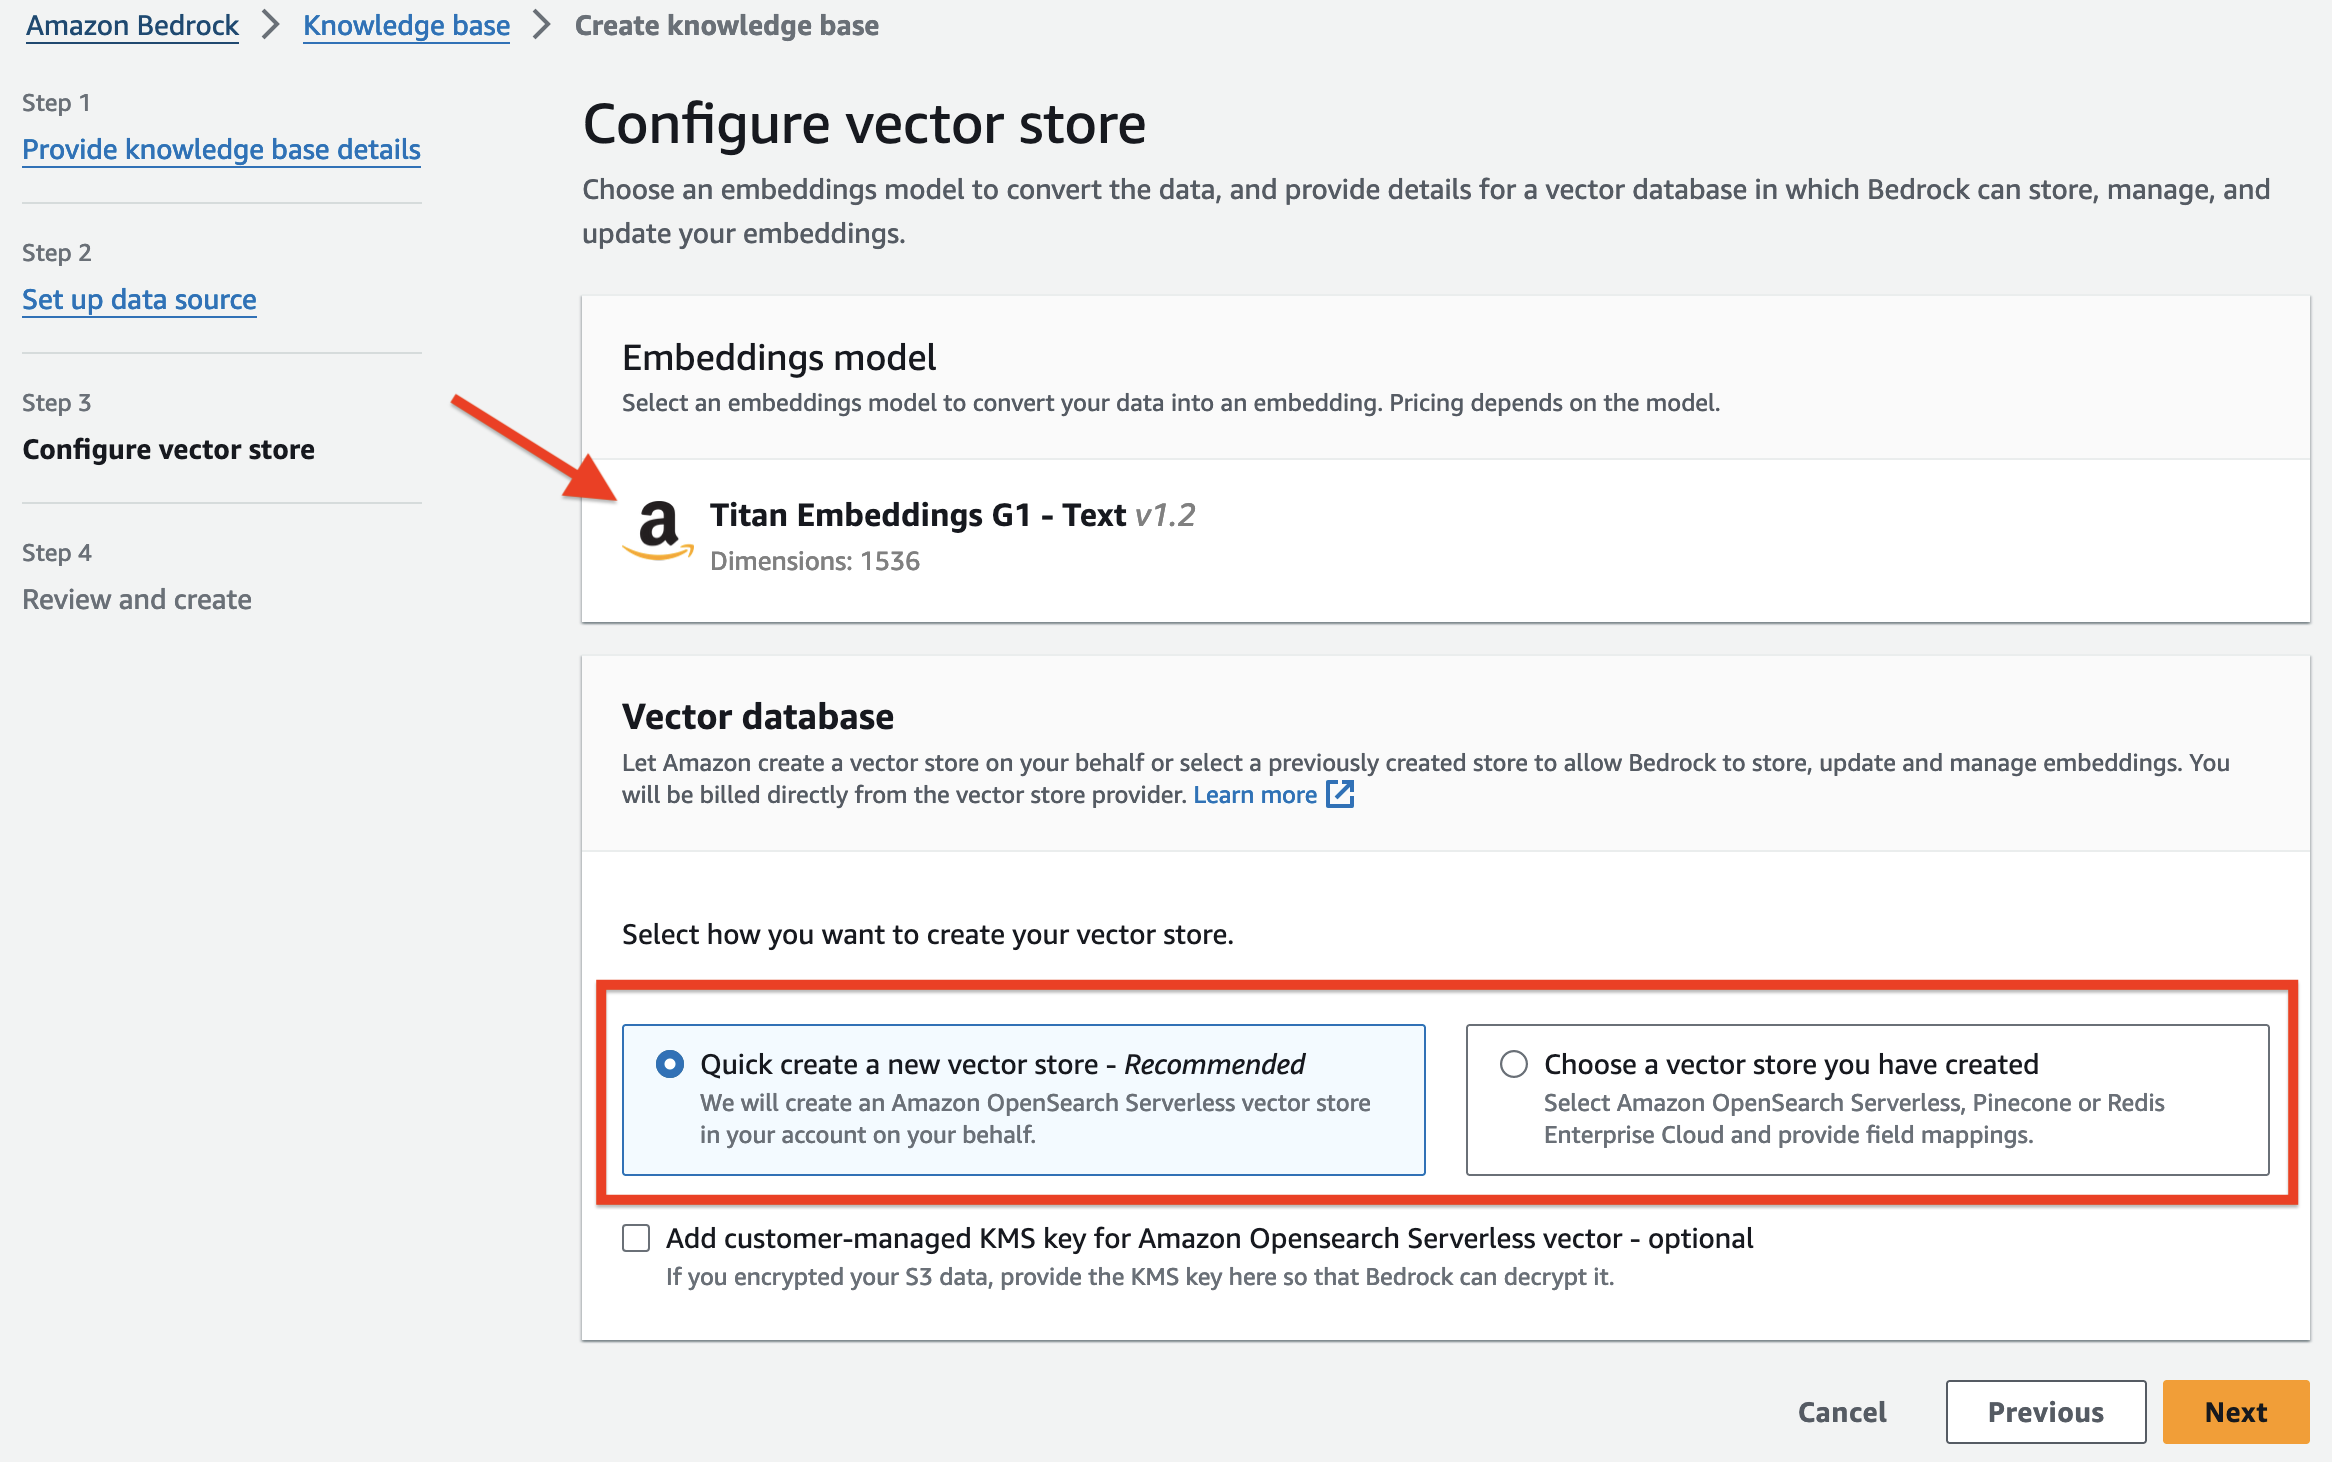 Amazon Bedrock > Knowledge base > Create knowledge base
Step 1
Provide knowledge base details
Step 2
Set up data source
Step 3
Configure vector store
Step 4
Review and create
Configure vector store
Choose an embeddings model to convert the data, and provide details for a vector database in which Bedrock can store, manage, and
update your embeddings.
Embeddings model
Select an embeddings model to convert your data into an embedding. Pricing depends on the model.
a
Titan Embeddings G1 - Text v1.2
Dimensions: 1536
Vector database
Let Amazon create a vector store on your behalf or select a previously created store to allow Bedrock to store, update and manage embeddings. You
will be billed directly from the vector store provider. Learn more
Select how you want to create your vector store.
Quick create a new vector store - Recommended
We will create an Amazon OpenSearch Serverless vector store
in your account on your behalf.
Choose a vector store you have created
Select Amazon OpenSearch Serverless, Pinecone or Redis
Enterprise Cloud and provide field mappings.
Add customer-managed KMS key for Amazon Opensearch Serverless vector - optional
If you encrypted your S3 data, provide the KMS key here so that Bedrock can decrypt it.
Cancel
Previous
Next